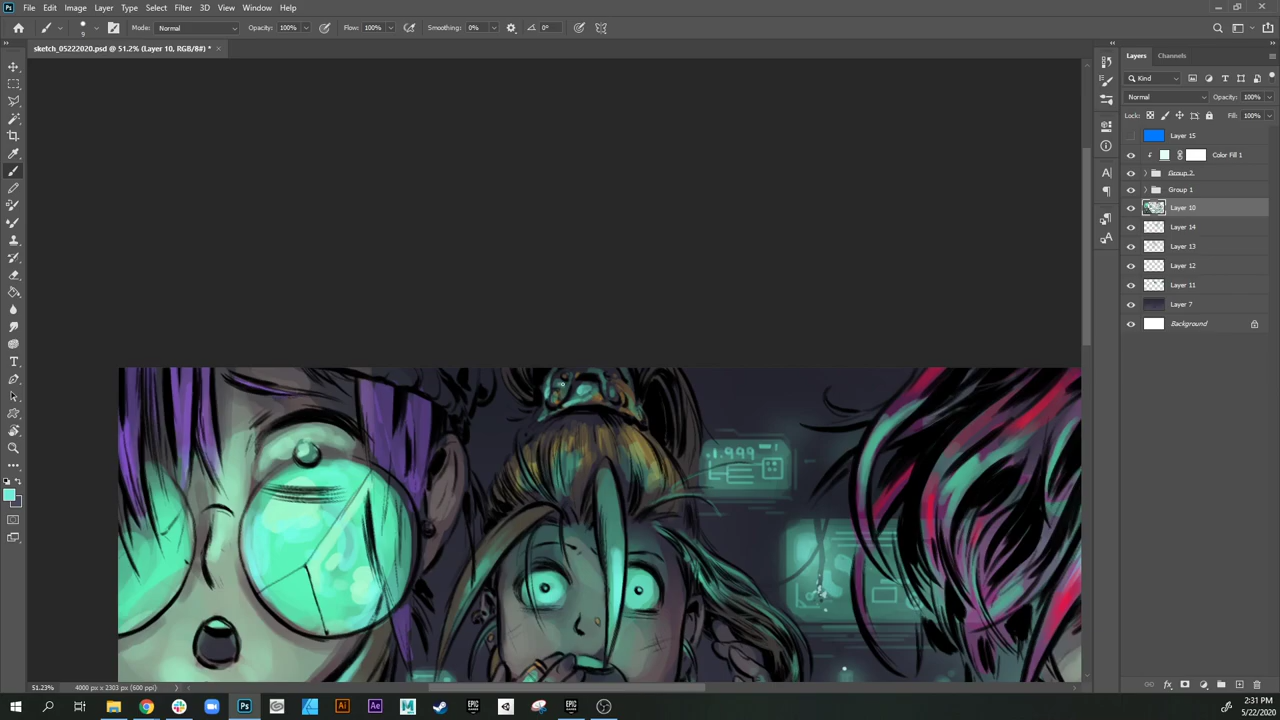 File Edit Image Layer Type Select Filter 3D View Window Help
9 Mode: Normal Opacity: 100% Flow: 100% Smoothing: 0% 0°
sketch_05222020.psd @ 51.2% (Layer 10, RGB/8#) *
Layers Channels
Kind
Normal Opacity: 100%
Lock: Fill: 100%
Layer 15
Color Fill 1
Group 2
Group 1
Layer 10
Layer 14
Layer 13
Layer 12
Layer 11
Layer 7
Background
51.23% 4000 px x 2303 px (600 ppi)
2:31 PM
5/22/2020